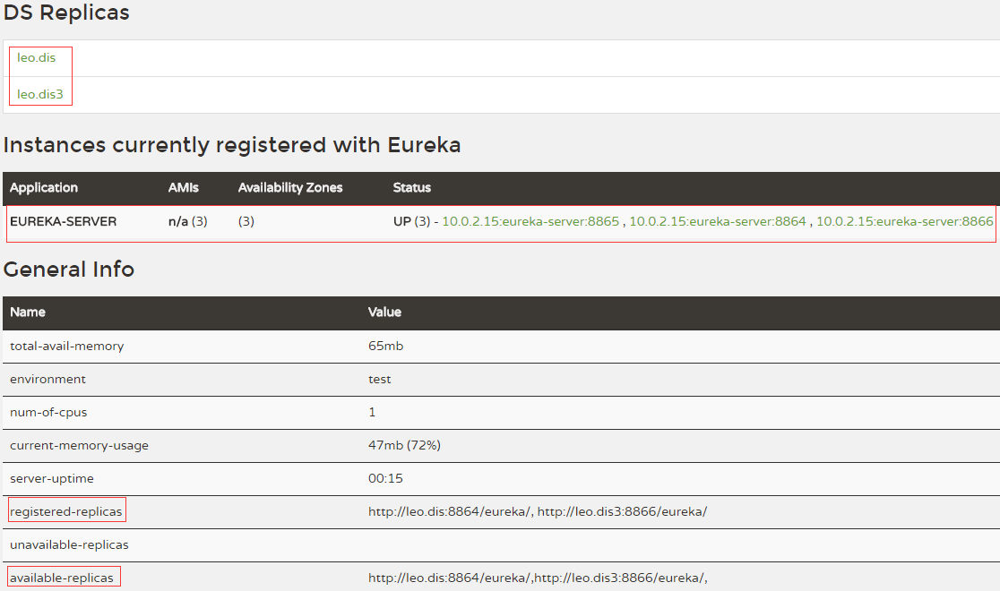 DS Replicas
leo.dis
leo.dis3
Instances currently registered with Eureka
Application AMIs Availability Zones Status
EUREKA-SERVER n/a (3) (3) UP (3) - 10.0.2.15:eureka-server:8865 , 10.0.2.15:eureka-server:8864 , 10.0.2.15:eureka-server:8866
General Info
Name Value
total-avail-memory 65mb
environment test
num-of-cpus 1
current-memory-usage 47mb (72%)
server-uptime 00:15
registered-replicas http://leo.dis:8864/eureka/, http://leo.dis3:8866/eureka/
unavailable-replicas
available-replicas http://leo.dis:8864/eureka/,http://leo.dis3:8866/eureka/,